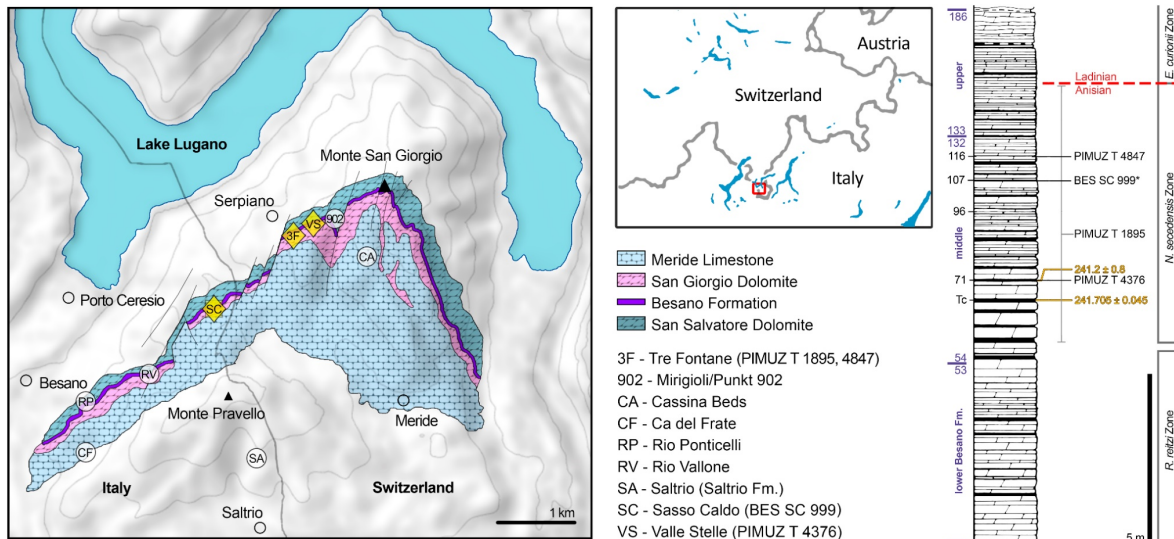 Lake Lugano
Monte San Giorgio
Serpiano
902
VS
3F
CA
Porto Ceresio
SC
Besano
RV
RP
Monte Pravello
Meride
CF
SA
Italy
Switzerland
Saltrio
1 km
Austria
Switzerland
Italy
Meride Limestone
San Giorgio Dolomite
Besano Formation
San Salvatore Dolomite
3F - Tre Fontane (PIMUZ T 1895, 4847)
902 - Mirigioli/Punkt 902
CA - Cassina Beds
CF - Ca del Frate
RP - Rio Ponticelli
RV - Rio Vallone
SA - Saltrio (Saltrio Fm.)
SC - Sasso Caldo (BES SC 999)
VS - Valle Stelle (PIMUZ T 4376)
186
upper
Ladinian
Anisian
133
132
116
PIMUZ T 4847
107
BES SC 999*
96
middle
PIMUZ T 1895
241.2 ± 0.8
71
PIMUZ T 4376
Tc
241.705 ± 0.045
54
53
lower Besano Fm.
5 m
E. curionii Zone
N. secedensis Zone
R. reitzi Zone